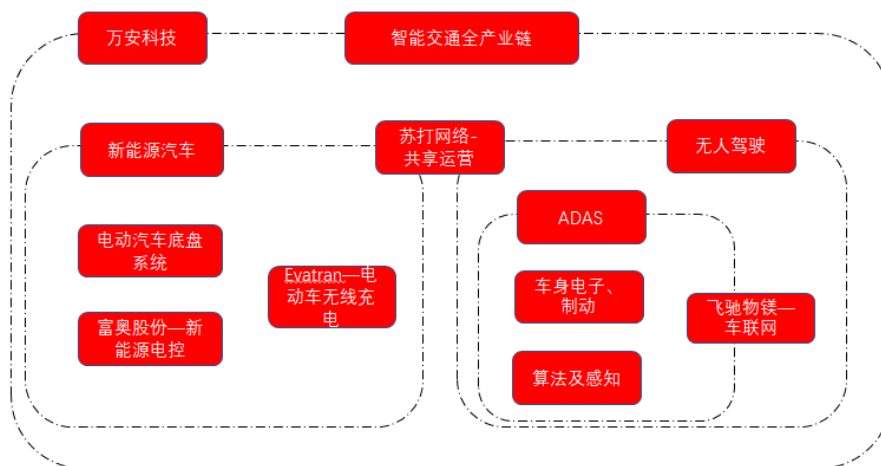 万安科技
智能交通全产业链
新能源汽车
苏打网络-
共享运营
无人驾驶
电动汽车底盘
系统
Evatran—电
动车无线充
电
富奥股份—新
能源电控
ADAS
车身电子、
制动
算法及感知
飞驰物镁—
车联网